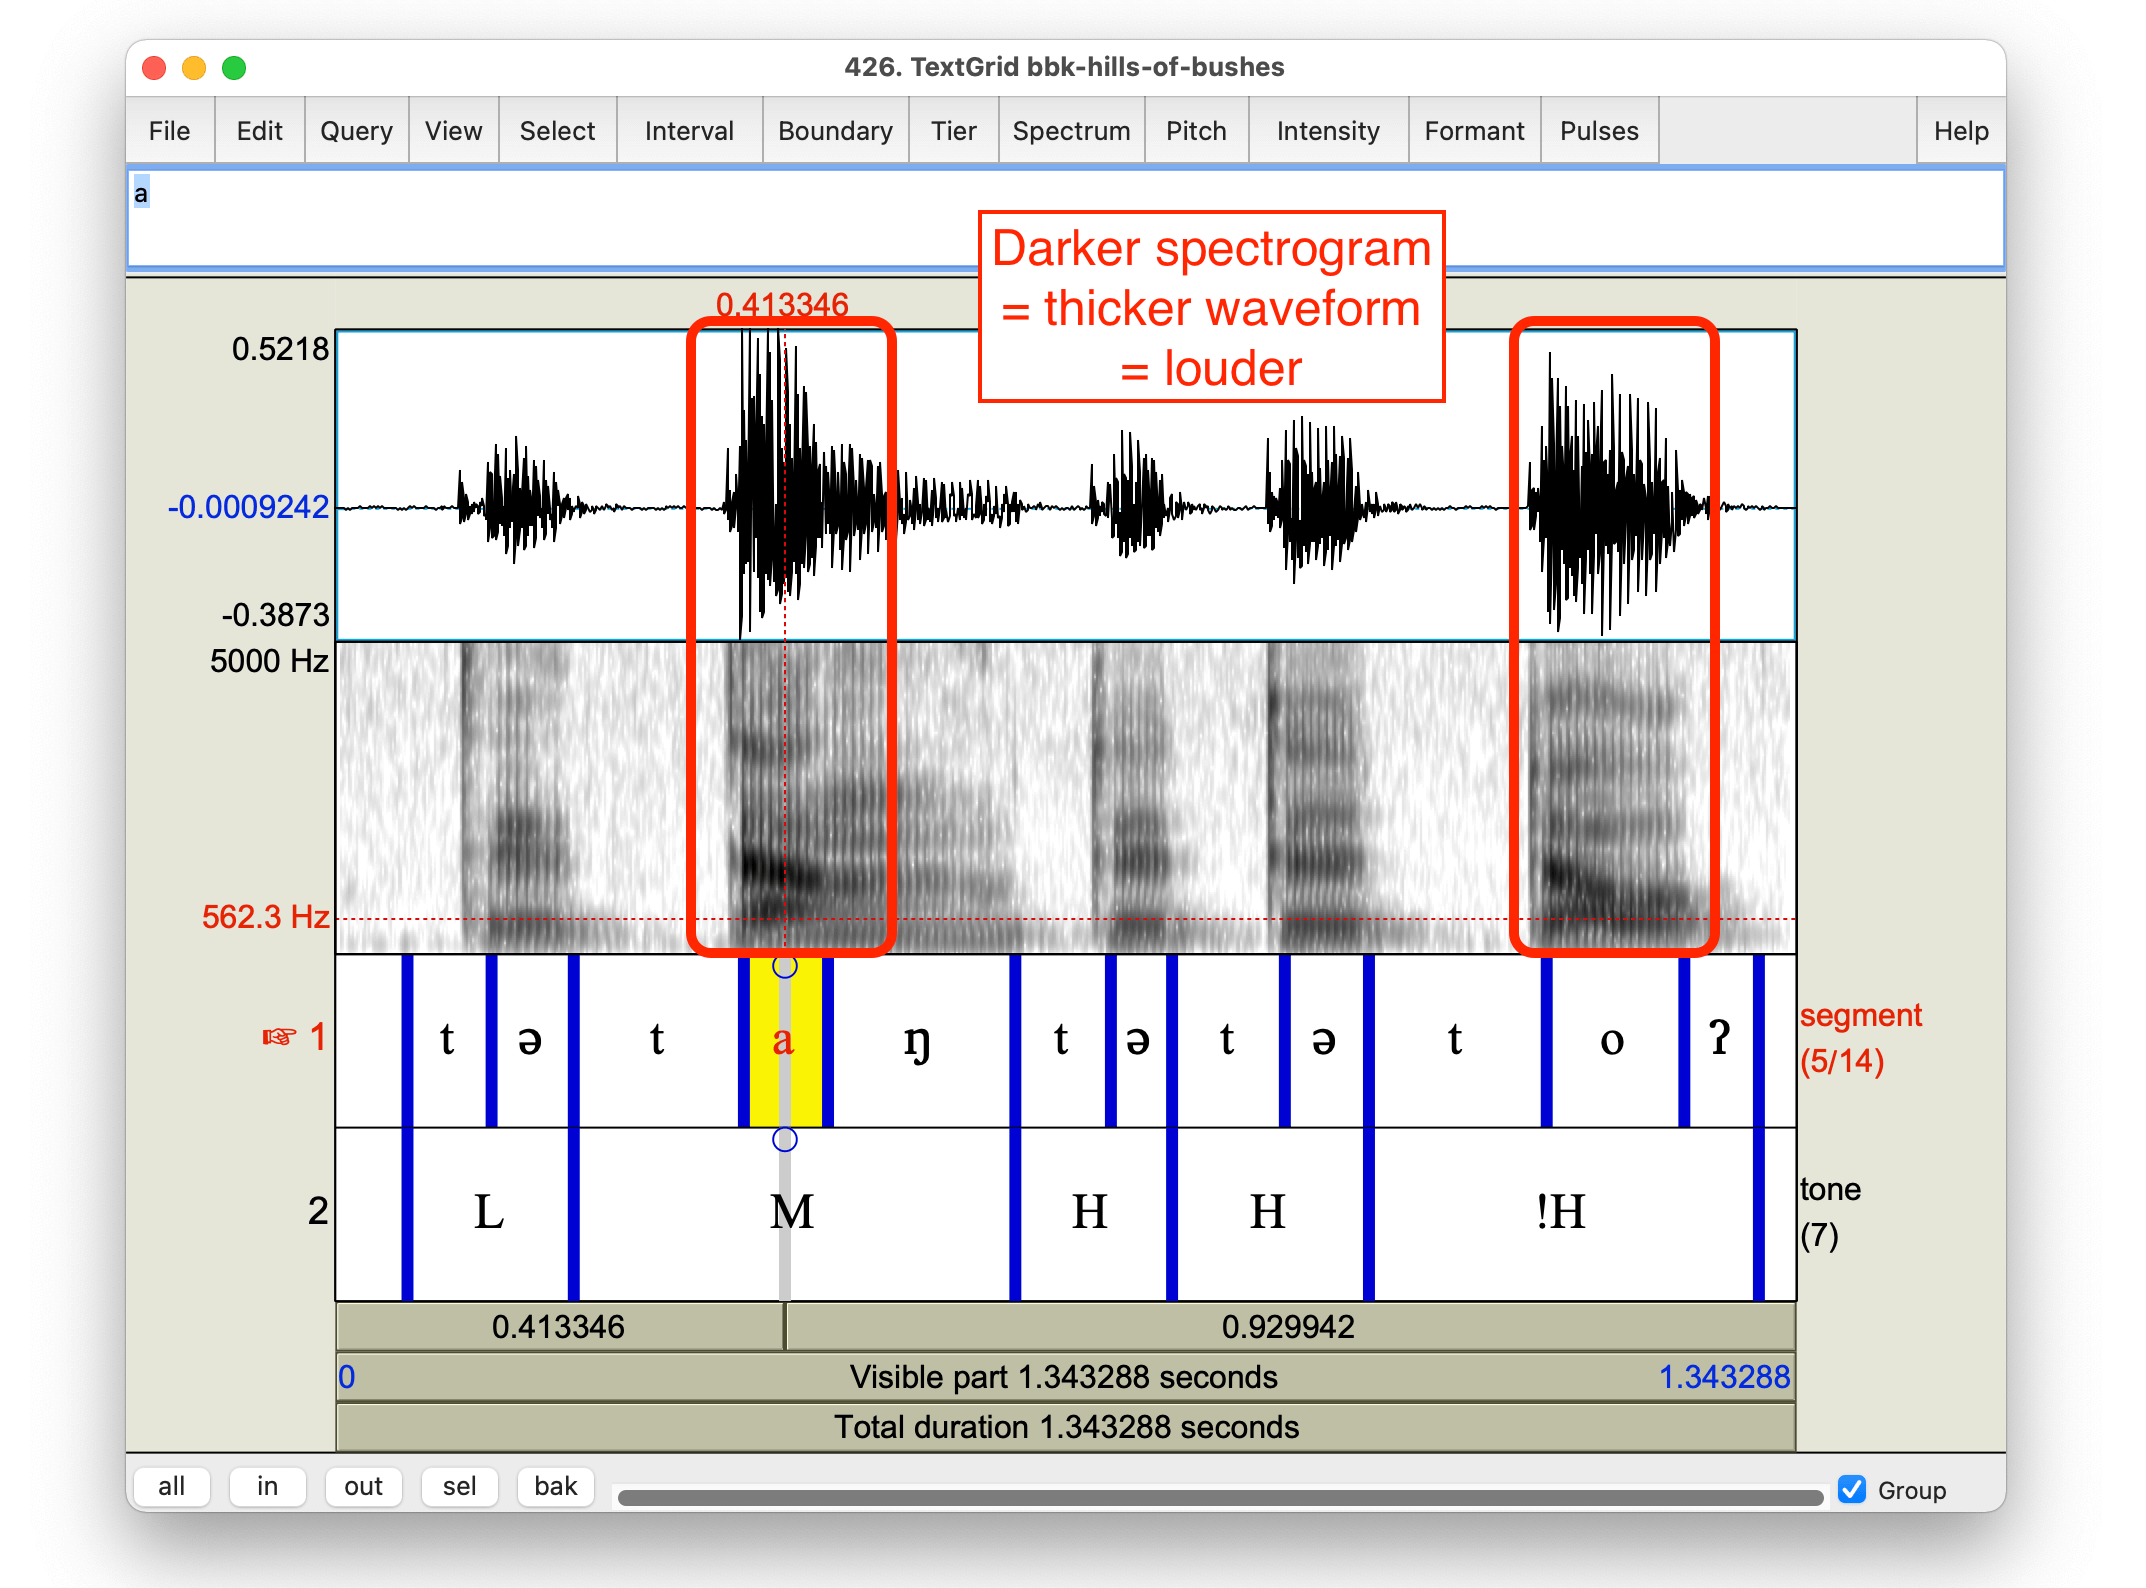 426. TextGrid bbk-hills-of-bushes
File Edit Query View Select Interval Boundary Tier Spectrum Pitch Intensity Formant Pulses Help
a
Darker spectrogram
= thicker waveform
= louder
0.413346
0.5218
-0.0009242
-0.3873
5000 Hz
562.3 Hz
☞ 1 t ə t a ŋ t ə t ə t o ʔ segment
(5/14)
2 L M H H !H tone
(7)
0.413346 0.929942
0 Visible part 1.343288 seconds 1.343288
Total duration 1.343288 seconds
all in out sel bak Group